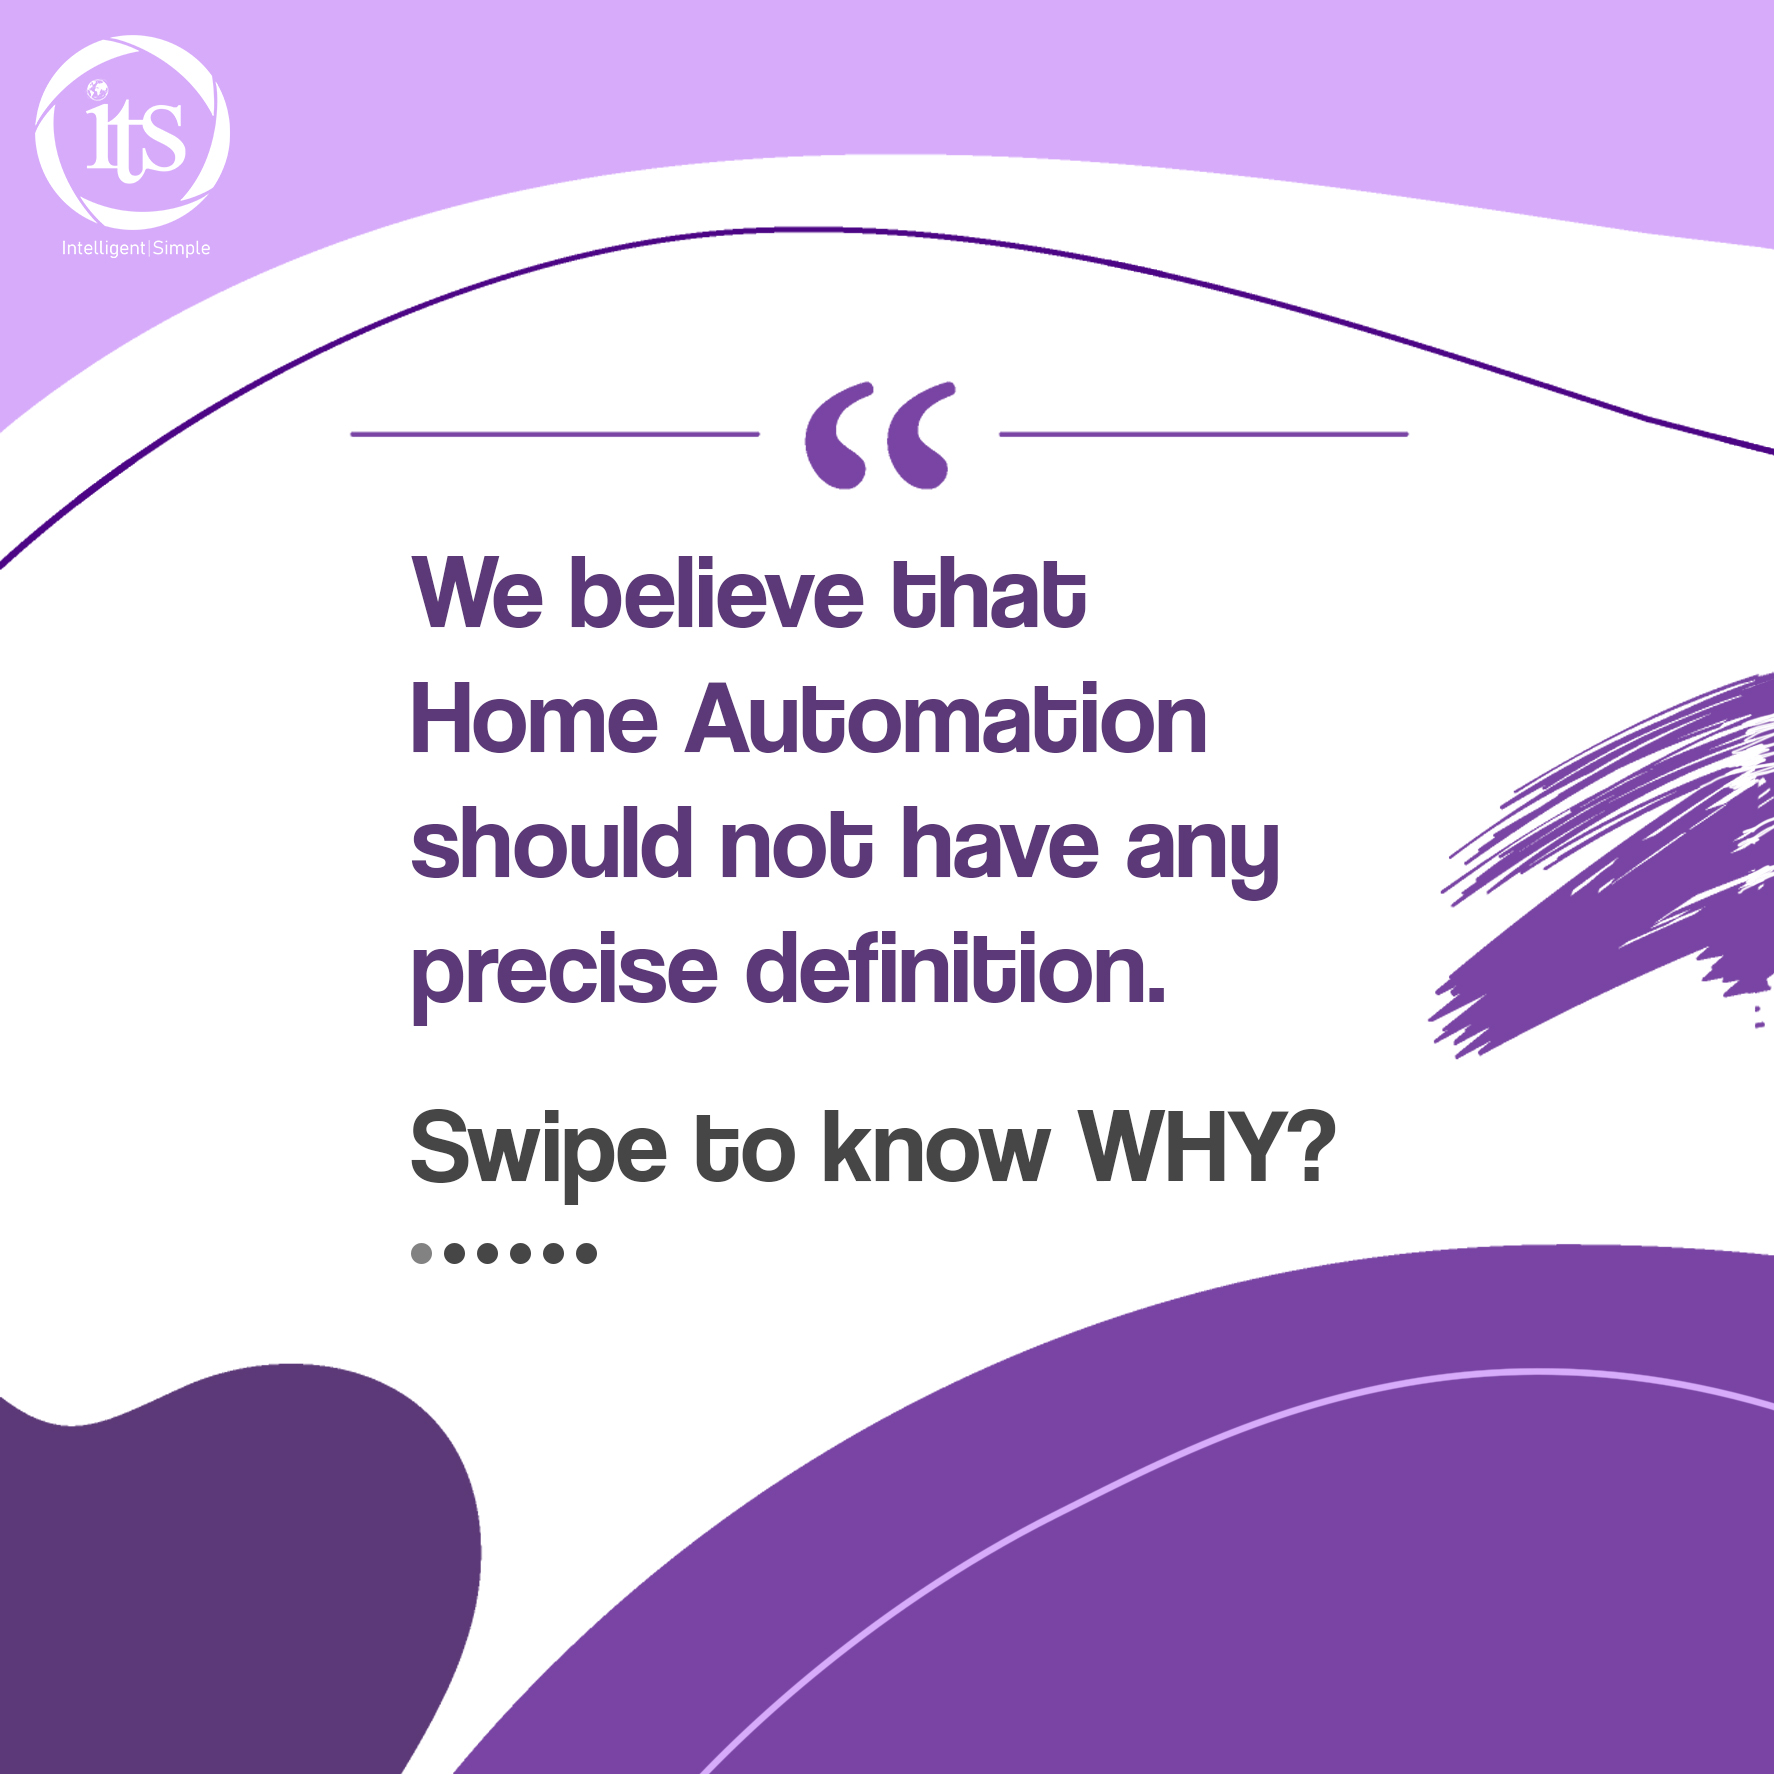 its
Intelligent|Simple
“
We believe that
Home Automation
should not have any
precise definition.
Swipe to know WHY?